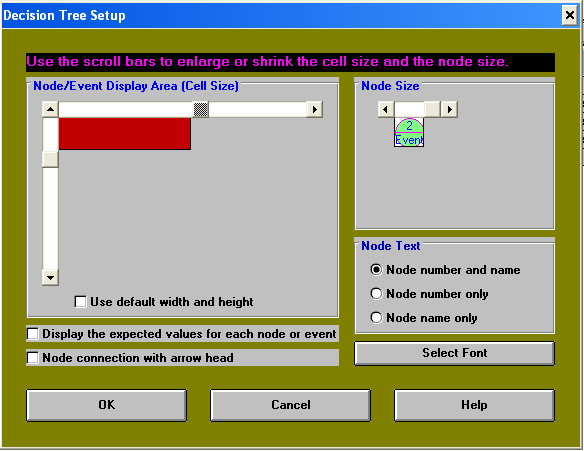 Decision Tree Setup
Use the scroll bars to enlarge or shrink the cell size and the node size.
Node/Event Display Area (Cell Size)
Use default width and height
Display the expected values for each node or event
Node connection with arrow head
Node Size
2
Event
Node Text
Node number and name
Node number only
Node name only
Select Font
OK
Cancel
Help